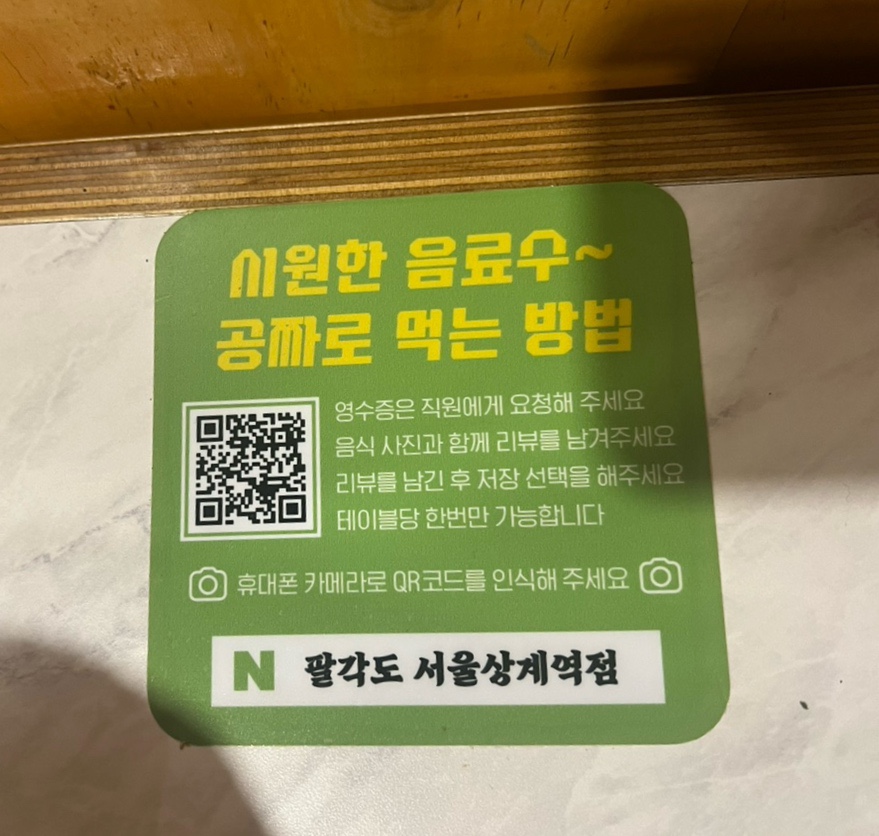 시원한 음료수~
공짜로 먹는 방법
영수증은 직원에게 요청해 주세요
음식 사진과 함께 리뷰를 남겨주세요
리뷰를 남긴 후 저장 선택을 해주세요
테이블당 한번만 가능합니다
휴대폰 카메라로 QR코드를 인식해 주세요
N 팔각도 서울상계역점